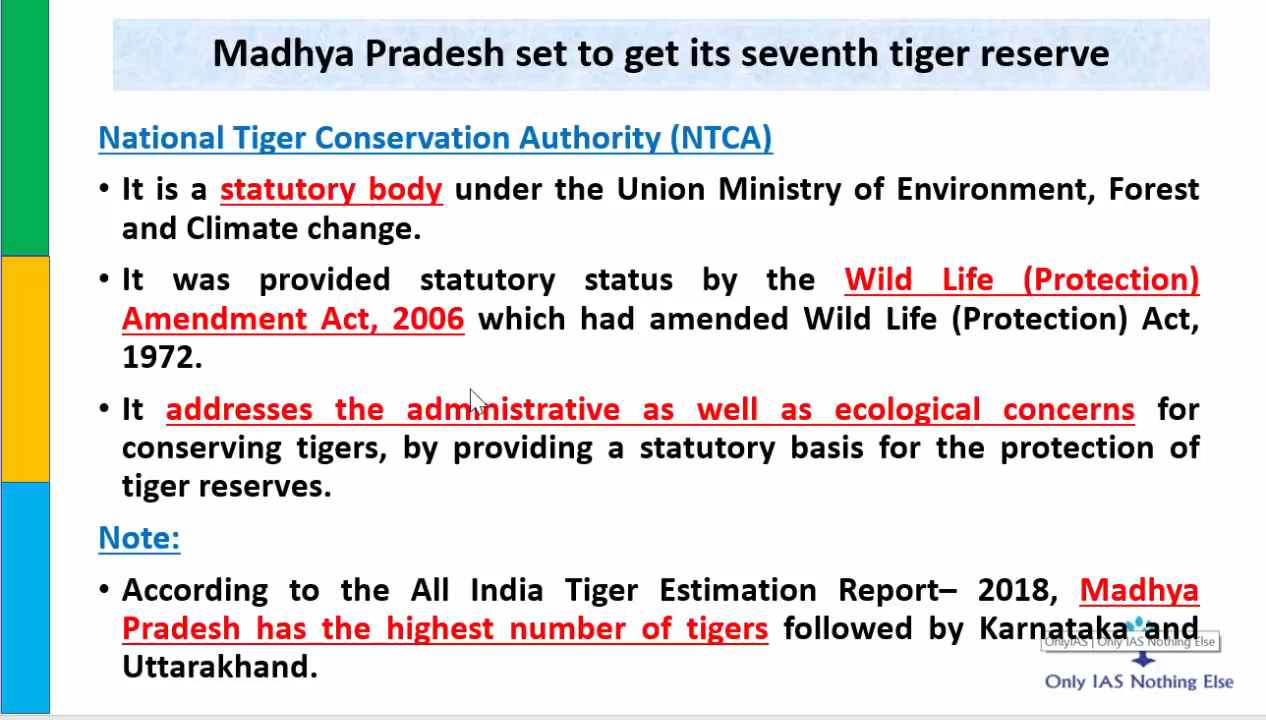 Madhya Pradesh set to get its seventh tiger reserve
National Tiger Conservation Authority (NTCA)
• It is a statutory body under the Union Ministry of Environment, Forest
and Climate change.
• It was provided statutory status by the Wild Life (Protection)
Amendment Act, 2006 which had amended Wild Life (Protection) Act,
1972.
• It addresses the administrative as well as ecological concerns for
conserving tigers, by providing a statutory basis for the protection of
tiger reserves.
Note:
• According to the All India Tiger Estimation Report– 2018, Madhya
Pradesh has the highest number of tigers followed by Karnataka and
OnlyIAS | Only IAS Nothing Else
Uttarakhand.
Only IAS Nothing Else